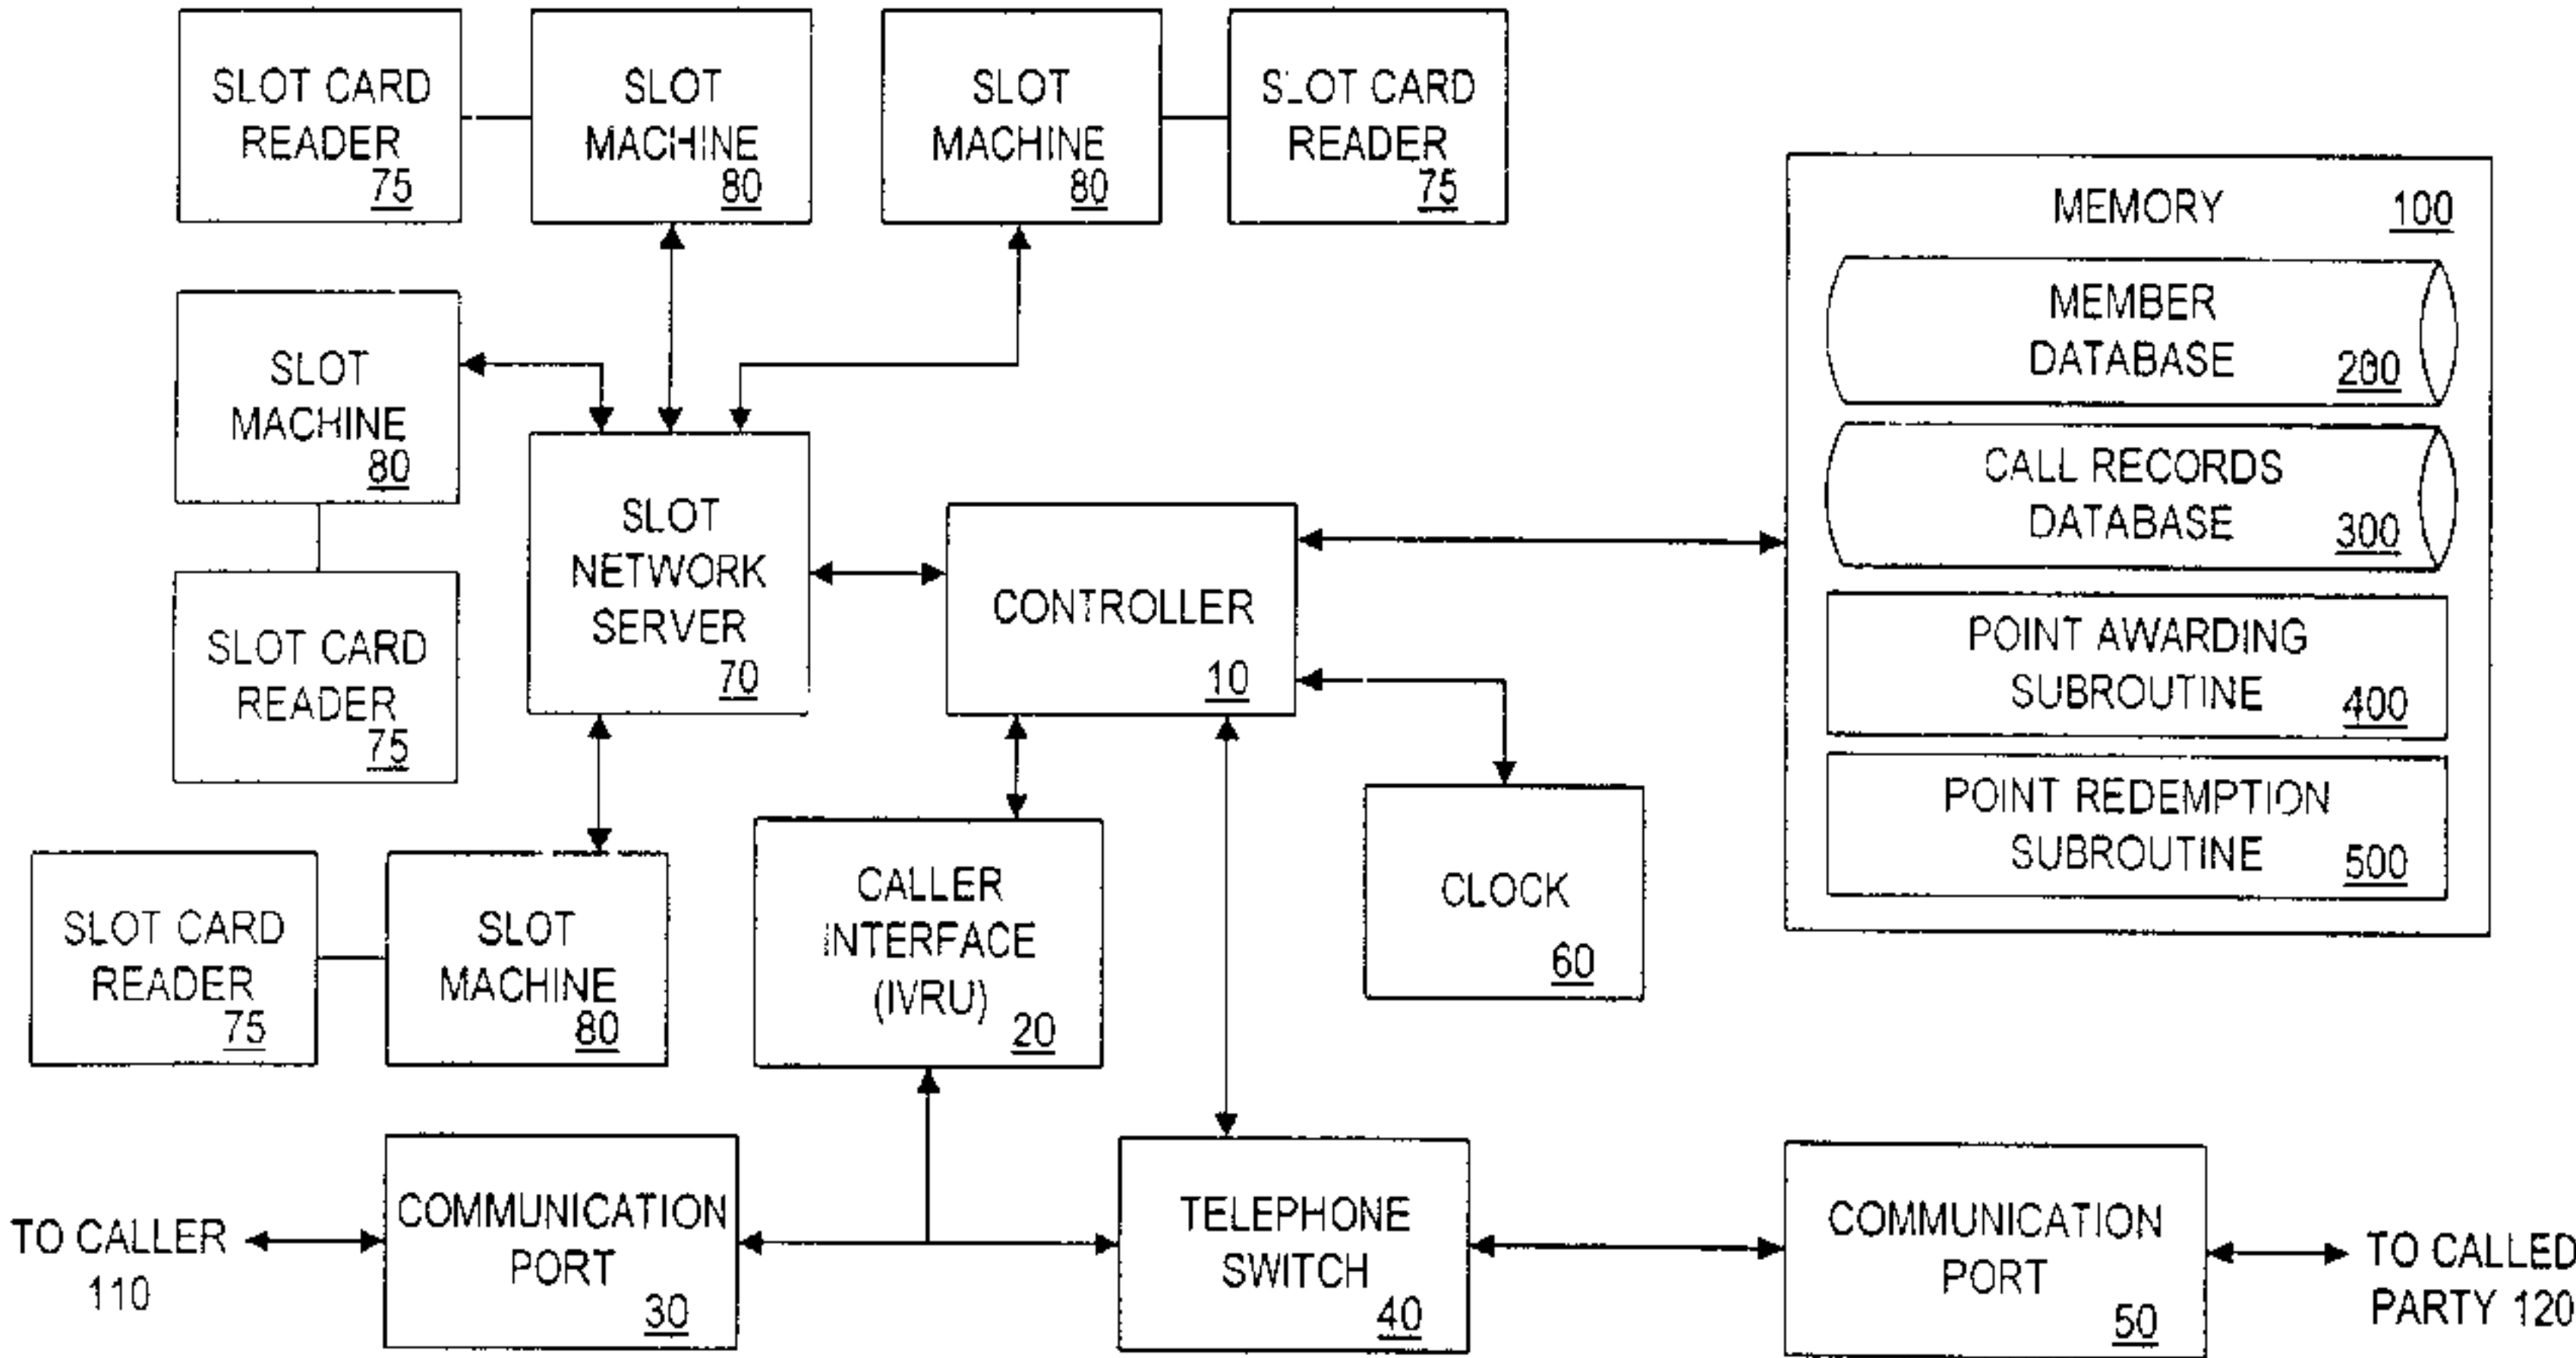 SLOT CARD
READER
75
SLOT
MACHINE
80
SLOT
MACHINE
80
SLOT CARD
READER
75
MEMORY 100
MEMBER
DATABASE
200
CALL RECORDS
DATABASE
300
POINT AWARDING
SUBROUTINE
400
POINT REDEMPTION
SUBROUTINE
500
SLOT
MACHINE
80
SLOT CARD
READER
75
SLOT
NETWORK
SERVER
70
CONTROLLER
10
CLOCK
60
SLOT CARD
READER
75
SLOT
MACHINE
80
CALLER
INTERFACE
(IVRU)
20
TO CALLER
110
COMMUNICATION
PORT
30
TELEPHONE
SWITCH
40
COMMUNICATION
PORT
50
TO CALLED
PARTY 120